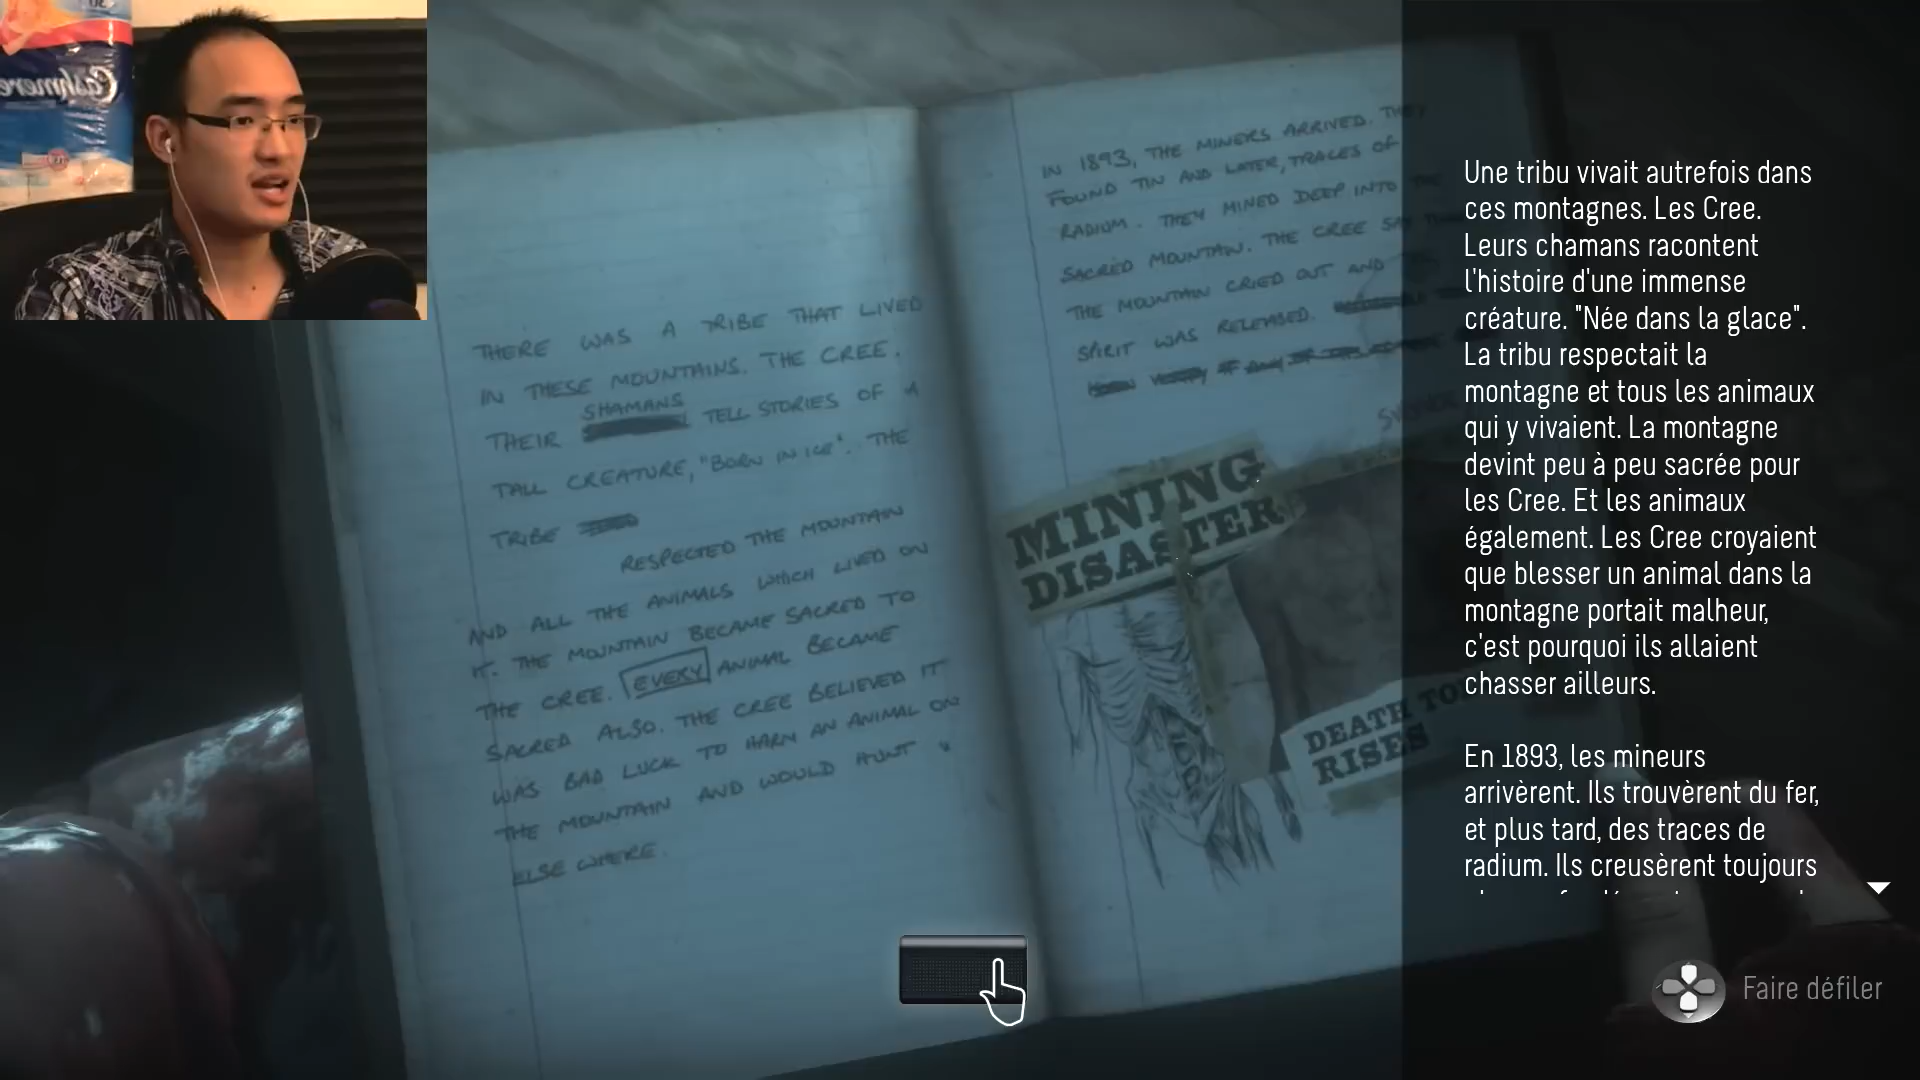 Cashmere
THERE WAS A TRIBE THAT LIVED
IN THESE MOUNTAINS. THE CREE.
SHAMANS
THEIR TELL STORIES OF A
TALL CREATURE, "BORN IN ICE". THE
TRIBE
RESPECTED THE MOUNTAIN
AND ALL THE ANIMALS WHICH LIVED ON
IT. THE MOUNTAIN BECAME SACRED TO
THE CREE. EVERY ANIMAL BECAME
SACRED ALSO. THE CREE BELIEVED IT
WAS BAD LUCK TO HARM AN ANIMAL ON
THE MOUNTAIN AND WOULD HUNT
ELSE WHERE.
IN 1893, THE MINERS ARRIVED. THEY
FOUND TIN AND LATER, TRACES OF
RADIUM. THEY MINED DEEP INTO THE
SACRED MOUNTAIN. THE CREE SAY
THE MOUNTAIN CRIED OUT AND
SPIRIT WAS RELEASED.
MINING
DISASTER
DEATH TO
RISES
Une tribu vivait autrefois dans
ces montagnes. Les Cree.
Leurs chamans racontent
l'histoire d'une immense
créature. "Née dans la glace".
La tribu respectait la
montagne et tous les animaux
qui y vivaient. La montagne
devint peu à peu sacrée pour
les Cree. Et les animaux
également. Les Cree croyaient
que blesser un animal dans la
montagne portait malheur,
c'est pourquoi ils allaient
chasser ailleurs.
En 1893, les mineurs
arrivèrent. Ils trouvèrent du fer,
et plus tard, des traces de
radium. Ils creusèrent toujours
Faire défiler